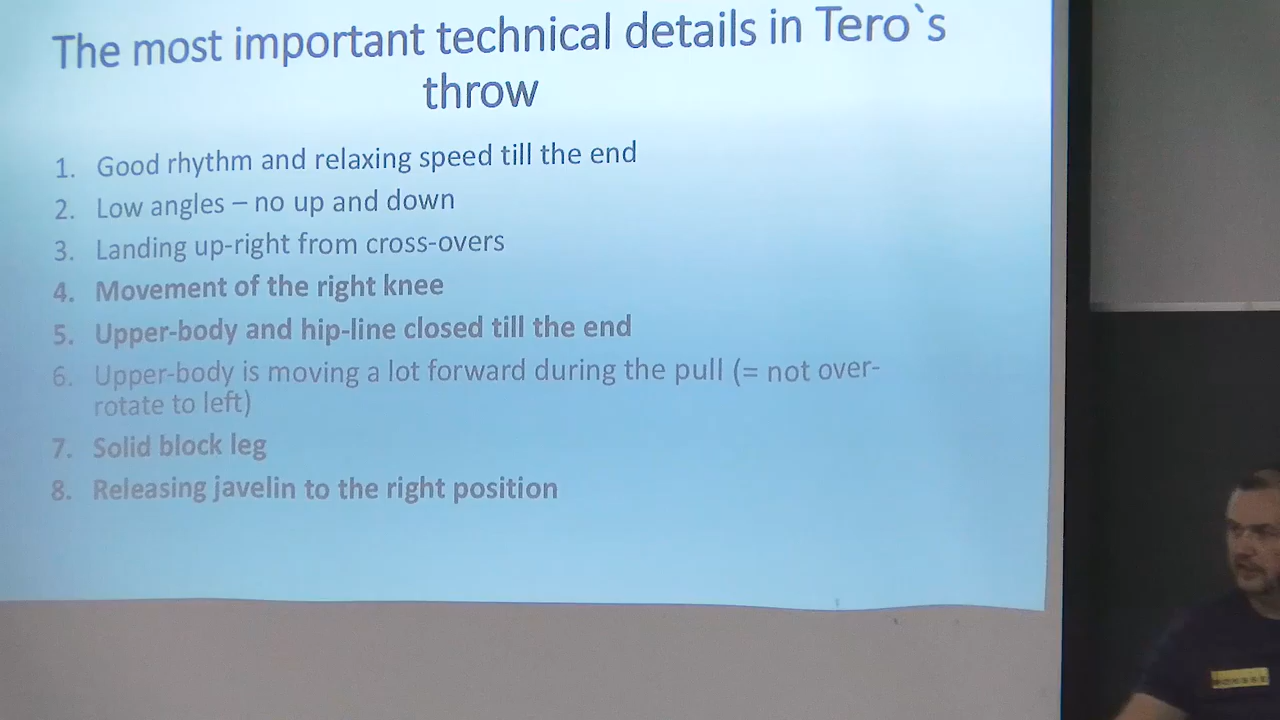 The most important technical details in Tero`s
throw
1. Good rhythm and relaxing speed till the end
2. Low angles – no up and down
3. Landing up-right from cross-overs
4. Movement of the right knee
5. Upper-body and hip-line closed till the end
6. Upper-body is moving a lot forward during the pull (= not over-
rotate to left)
7. Solid block leg
8. Releasing javelin to the right position